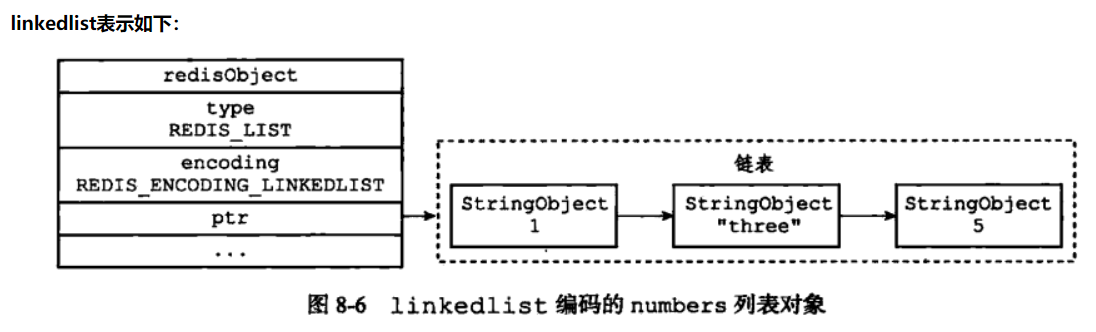 linkedlist表示如下：
redisObject
type
REDIS_LIST
encoding
REDIS_ENCODING_LINKEDLIST
ptr
...
链表
StringObject
1
StringObject
"three"
StringObject
5
图 8-6 linkedlist 编码的 numbers 列表对象